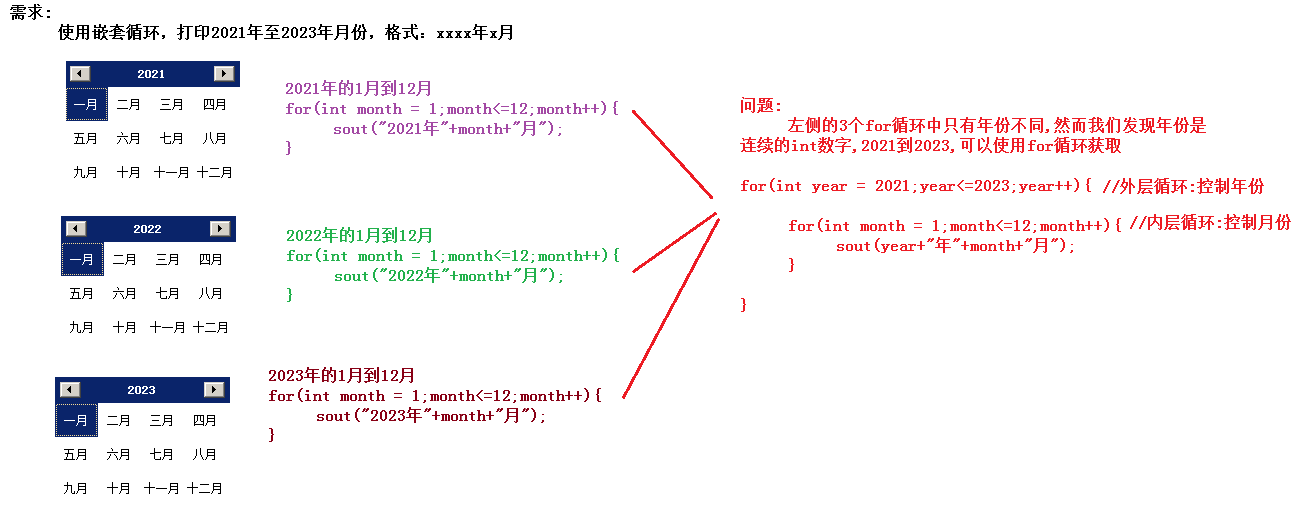 需求:
使用嵌套循环，打印2021年至2023年月份，格式：xxxx年x月
2021
一月 二月 三月 四月
五月 六月 七月 八月
九月 十月 十一月 十二月
2021年的1月到12月
for(int month = 1;month<=12;month++){
sout("2021年"+month+"月");
}
2022
一月 二月 三月 四月
五月 六月 七月 八月
九月 十月 十一月 十二月
2022年的1月到12月
for(int month = 1;month<=12;month++){
sout("2022年"+month+"月");
}
2023
一月 二月 三月 四月
五月 六月 七月 八月
九月 十月 十一月 十二月
2023年的1月到12月
for(int month = 1;month<=12;month++){
sout("2023年"+month+"月");
}
问题:
左侧的3个for循环中只有年份不同,然而我们发现年份是
连续的int数字,2021到2023,可以使用for循环获取
for(int year = 2021;year<=2023;year++){ //外层循环:控制年份
for(int month = 1;month<=12;month++){ //内层循环:控制月份
sout(year+"年"+month+"月");
}
}